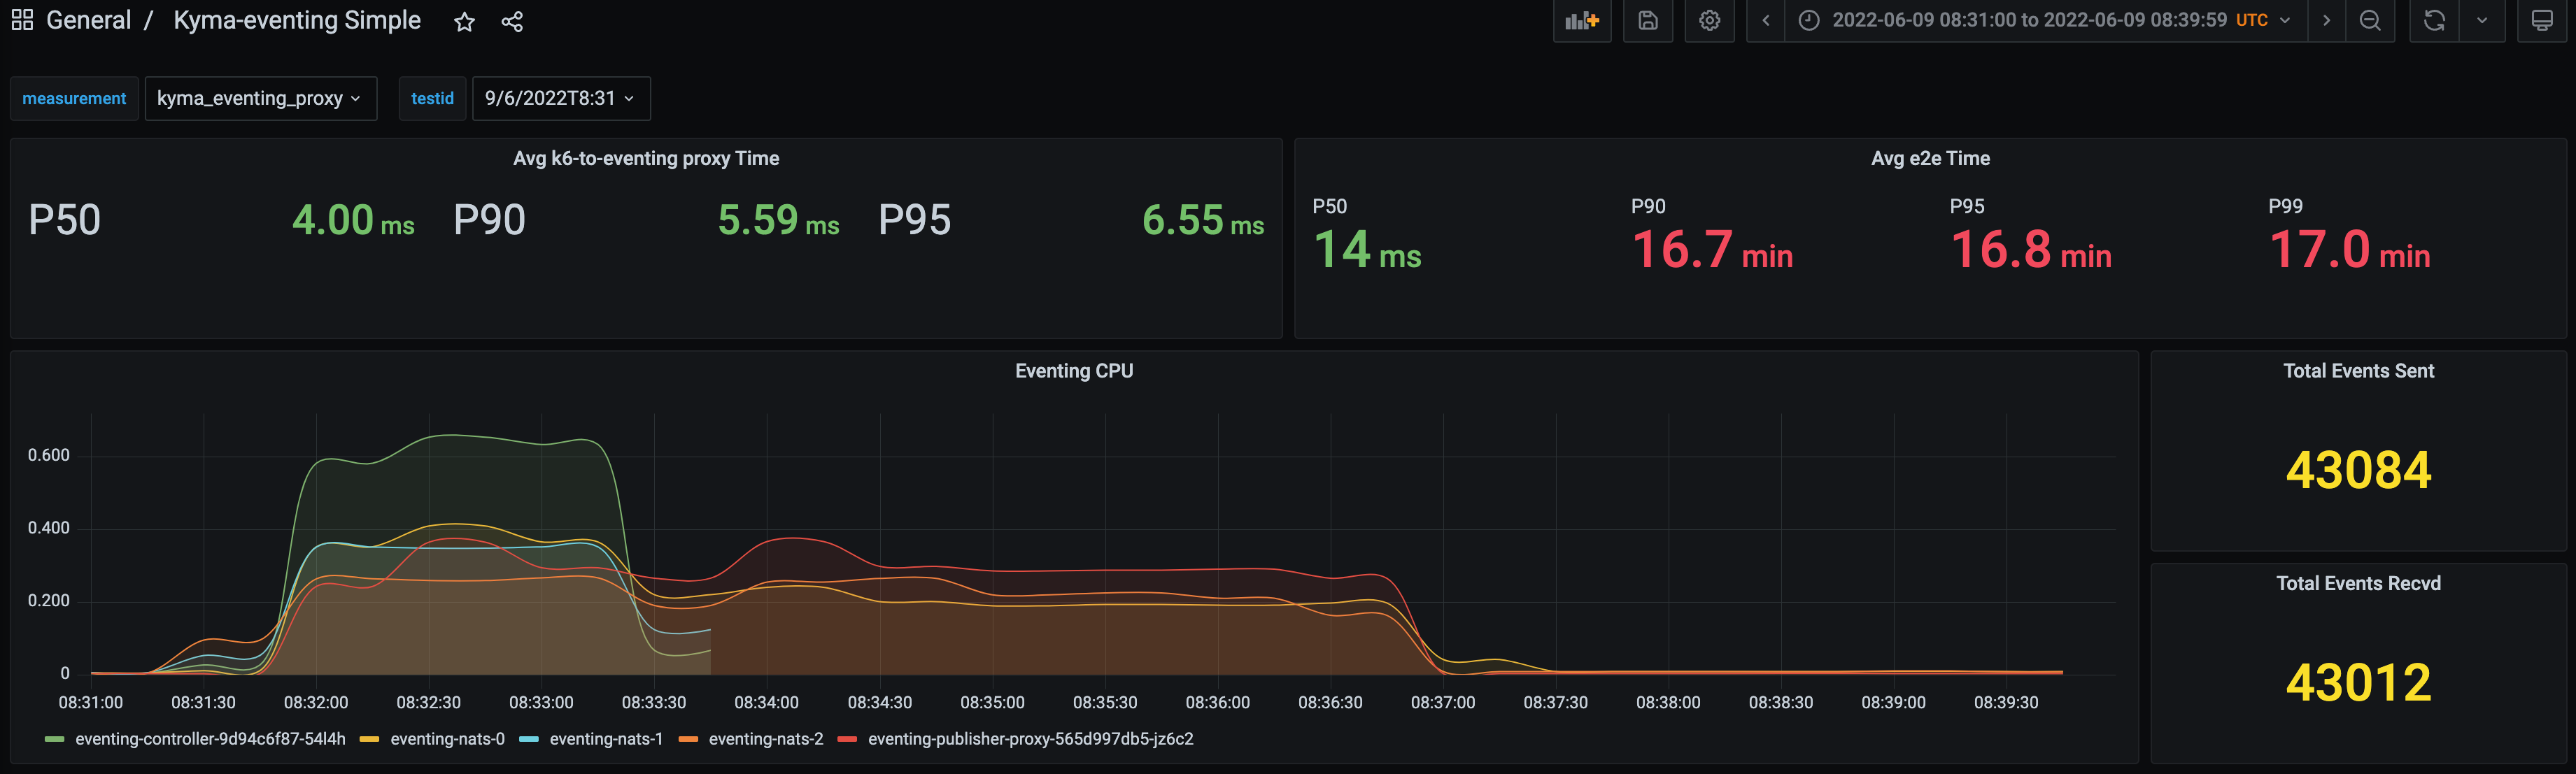 General / Kyma-eventing Simple
2022-06-09 08:31:00 to 2022-06-09 08:39:59 UTC
measurement kyma_eventing_proxy testid 9/6/2022T8:31
Avg k6-to-eventing proxy Time
P50 4.00 ms P90 5.59 ms P95 6.55 ms
Avg e2e Time
P50 P90 P95 P99
14 ms 16.7 min 16.8 min 17.0 min
Eventing CPU
0.600
0.400
0.200
0
08:31:00 08:31:30 08:32:00 08:32:30 08:33:00 08:33:30 08:34:00 08:34:30 08:35:00 08:35:30 08:36:00 08:36:30 08:37:00 08:37:30 08:38:00 08:38:30 08:39:00 08:39:30
eventing-controller-9d94c6f87-54l4h eventing-nats-0 eventing-nats-1 eventing-nats-2 eventing-publisher-proxy-565d997db5-jz6c2
Total Events Sent
43084
Total Events Recvd
43012